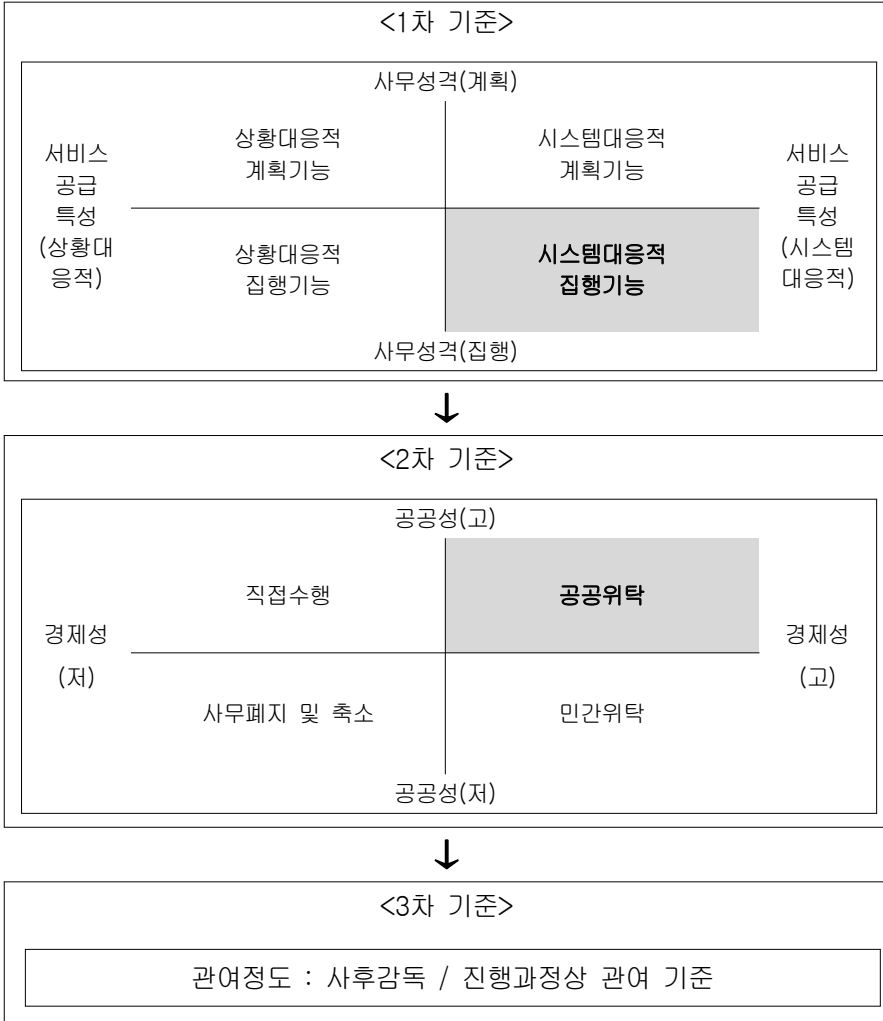 <1차 기준>
사무성격(계획)
서비스
공급
특성
(상황대
응적)
상황대응적
계획기능
시스템대응적
계획기능
서비스
공급
특성
(시스템
대응적)
상황대응적
집행기능
시스템대응적
집행기능
사무성격(집행)
↓
<2차 기준>
공공성(고)
경제성
(저)
직접수행
공공위탁
경제성
(고)
사무폐지 및 축소
민간위탁
공공성(저)
↓
<3차 기준>
관여정도 : 사후감독 / 진행과정상 관여 기준